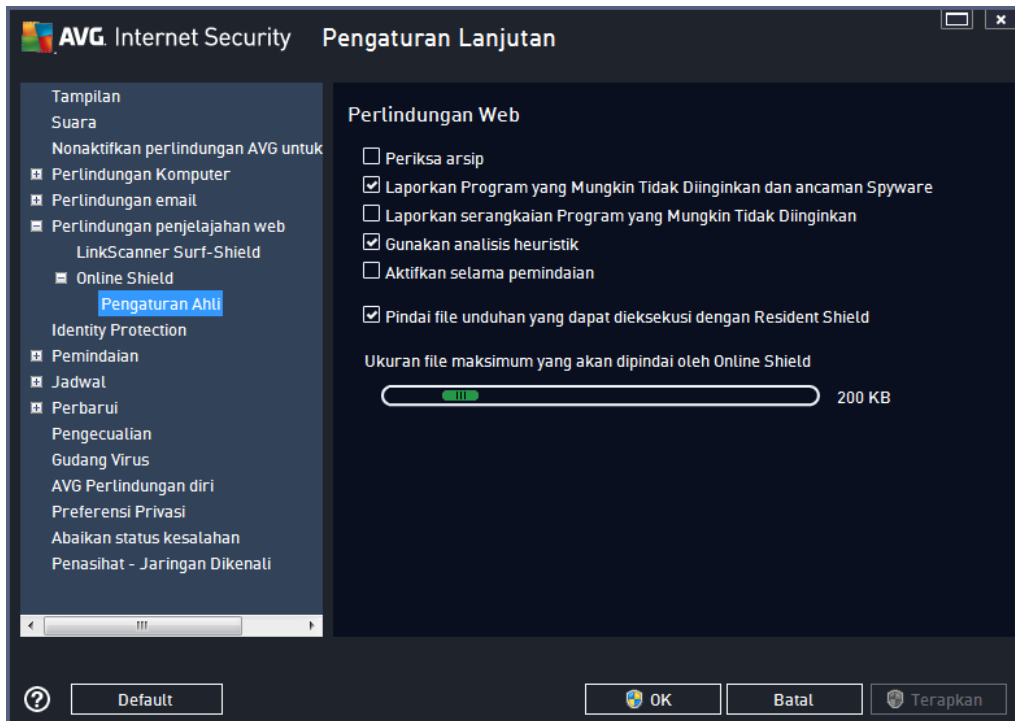 AVG. Internet Security Pengaturan Lanjutan
Tampilan
Suara
Nonaktifkan perlindungan AVG untuk
Perlindungan Komputer
Perlindungan email
Perlindungan penjelajahan web
LinkScanner Surf-Shield
Online Shield
Pengaturan Ahli
Identity Protection
Pemindaian
Jadwal
Perbarui
Pengecualian
Gudang Virus
AVG Perlindungan diri
Preferensi Privasi
Abaikan status kesalahan
Penasihat - Jaringan Dikenali
Perlindungan Web
Periksa arsip
Laporkan Program yang Mungkin Tidak Diinginkan dan ancaman Spyware
Laporkan serangkaian Program yang Mungkin Tidak Diinginkan
Gunakan analisis heuristik
Aktifkan selama pemindaian
Pindai file unduhan yang dapat dieksekusi dengan Resident Shield
Ukuran file maksimum yang akan dipindai oleh Online Shield
200 KB
Default
OK
Batal
Terapkan